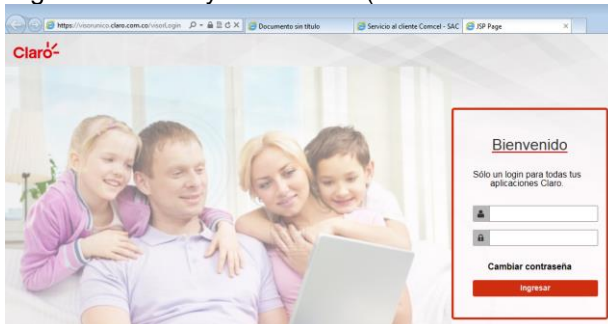 https://visorunico.claro.com.co/visorLogin
Documento sin título
Servicio al cliente Comcel - SAC
JSP Page
Claro
Bienvenido
Sólo un login para todas tus
aplicaciones Claro.
Cambiar contraseña
Ingresar